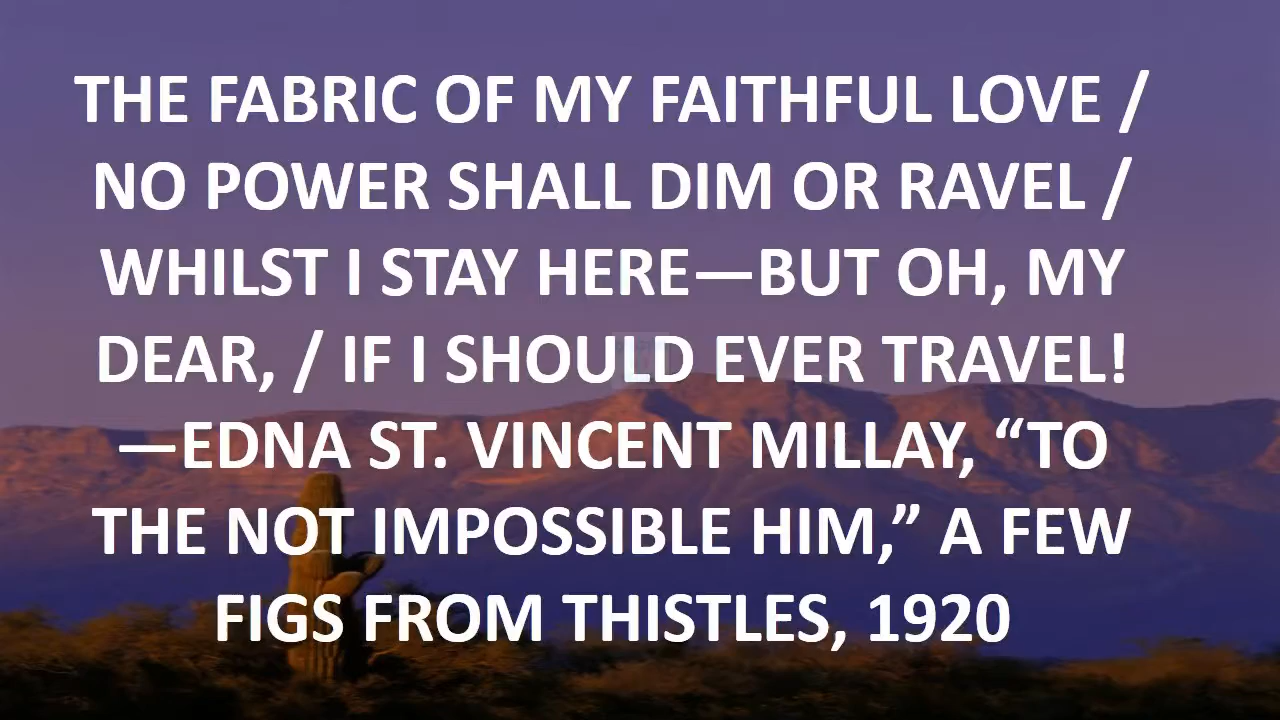 THE FABRIC OF MY FAITHFUL LOVE /
NO POWER SHALL DIM OR RAVEL /
WHILST I STAY HERE—BUT OH, MY
DEAR, / IF I SHOULD EVER TRAVEL!
—EDNA ST. VINCENT MILLAY, “TO
THE NOT IMPOSSIBLE HIM,” A FEW
FIGS FROM THISTLES, 1920